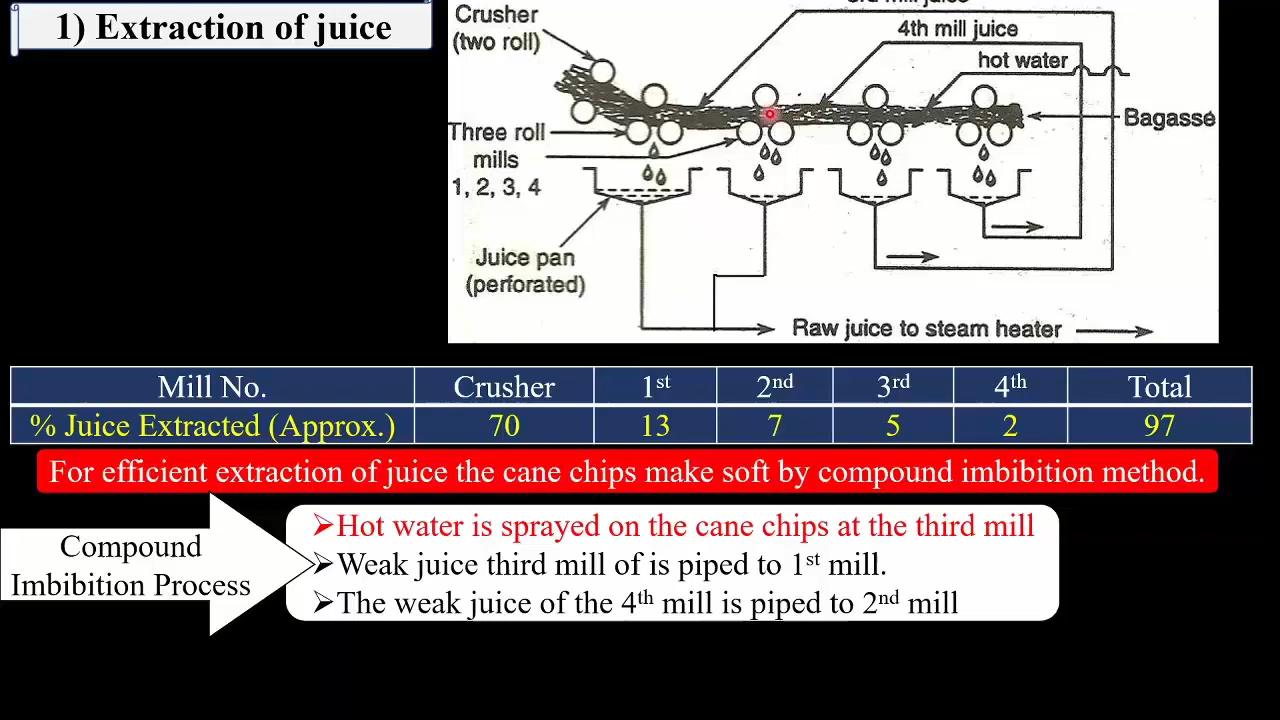 1) Extraction of juice
Crusher
(two roll)
3rd mill juice
4th mill juice
hot water
Bagasse
Three roll
mills
1, 2, 3, 4
Juice pan
(perforated)
Raw juice to steam heater
Mill No. Crusher 1st 2nd 3rd 4th Total
% Juice Extracted (Approx.) 70 13 7 5 2 97
For efficient extraction of juice the cane chips make soft by compound imbibition method.
Compound
Imbibition Process
➢Hot water is sprayed on the cane chips at the third mill
➢Weak juice third mill of is piped to 1st mill.
➢The weak juice of the 4th mill is piped to 2nd mill